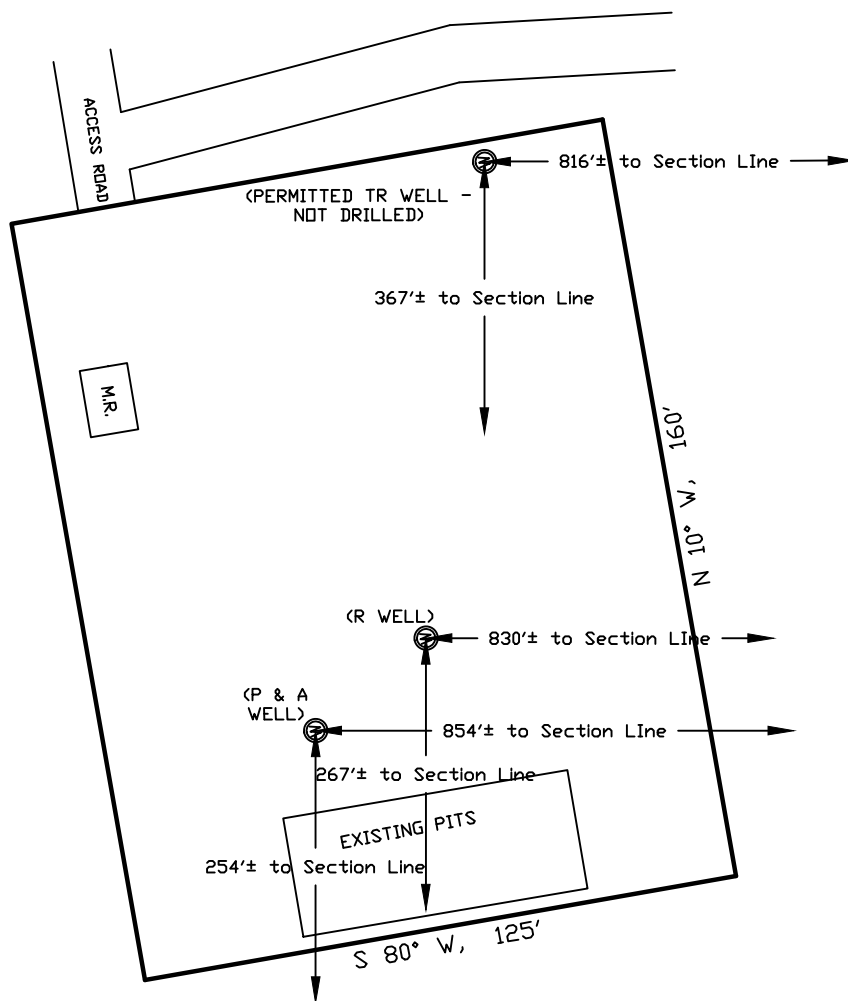 ACCESS ROAD
816'± to Section LIne
(PERMITTED TR WELL -
NOT DRILLED)
367'± to Section Line
M.R.
N 10° W, 160'
(R WELL)
830'± to Section LIne
(P & A
WELL)
854'± to Section LIne
267'± to Section Line
EXISTING PITS
254'± to Section Line
S 80° W, 125'